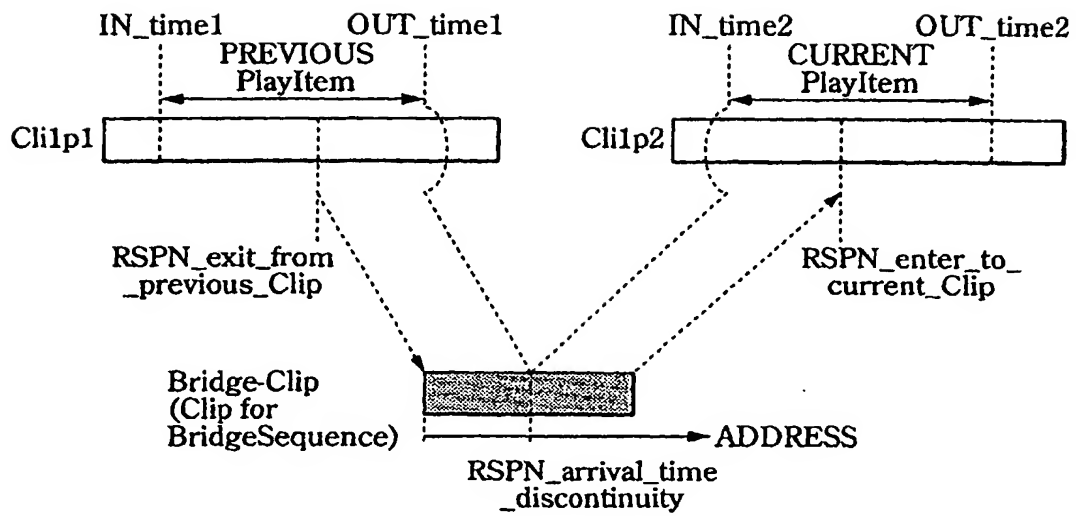 IN_time1
OUT_time1
IN_time2
OUT_time2
PREVIOUS
PlayItem
CURRENT
PlayItem
Cli1p1
Cli1p2
RSPN_exit_from
_previous_Clip
RSPN_enter_to_
current_Clip
Bridge-Clip
(Clip for
BridgeSequence)
ADDRESS
RSPN_arrival_time
_discontinuity